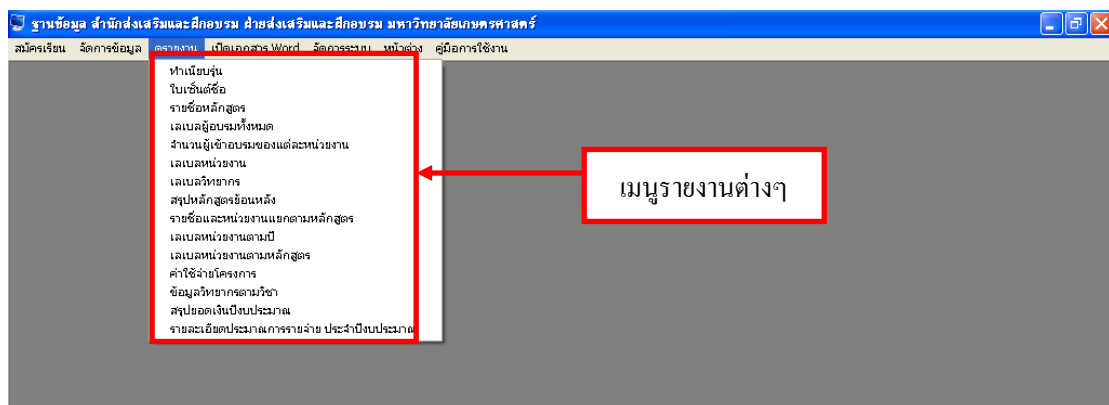 ฐานข้อมูล สำนักส่งเสริมและฝึกอบรม ฝ่ายส่งเสริมและฝึกอบรม มหาวิทยาลัยเกษตรศาสตร์
สมัครเรียน จัดการข้อมูล ดูรายงาน เปิดเอกสาร Word จัดการระบบ หน้าต่าง คู่มือการใช้งาน
ทำเนียบรุ่น
ใบเซ็นต์ชื่อ
รายชื่อหลักสูตร
เลเบลผู้อบรมทั้งหมด
จำนวนผู้เข้าอบรมของแต่ละหน่วยงาน
เลเบลหน่วยงาน
เลเบลวิทยากร
สรุปหลักสูตรย้อนหลัง
รายชื่อและหน่วยงานแยกตามหลักสูตร
เลเบลหน่วยงานตามปี
เลเบลหน่วยงานตามหลักสูตร
ค่าใช้จ่ายโครงการ
ข้อมูลวิทยากรตามวิชา
สรุปยอดเงินปีงบประมาณ
รายละเอียดประมาณการรายจ่าย ประจำปีงบประมาณ
เมนูรายงานต่างๆ